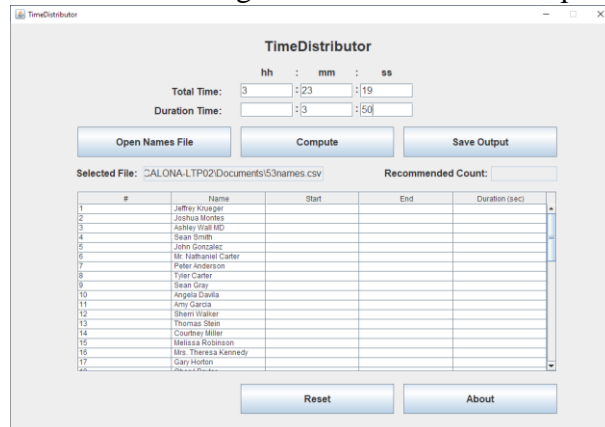 TimeDistributor
TimeDistributor
hh : mm : ss
Total Time: 3 : 23 : 19
Duration Time: : 3 : 50
Open Names File Compute Save Output
Selected File: CALONA-LTP02\Documents\53names.csv Recommended Count:
# Name Start End Duration (sec)
1 Jeffrey Krueger
2 Joshua Montes
3 Ashley Wall MD
4 Sean Smith
5 John Gonzalez
6 Mr. Nathaniel Carter
7 Peter Anderson
8 Tyler Carter
9 Sean Gray
10 Angela Davila
11 Amy Garcia
12 Sherri Walker
13 Thomas Stein
14 Courtney Miller
15 Melissa Robinson
16 Mrs. Theresa Kennedy
17 Gary Horton
Reset About